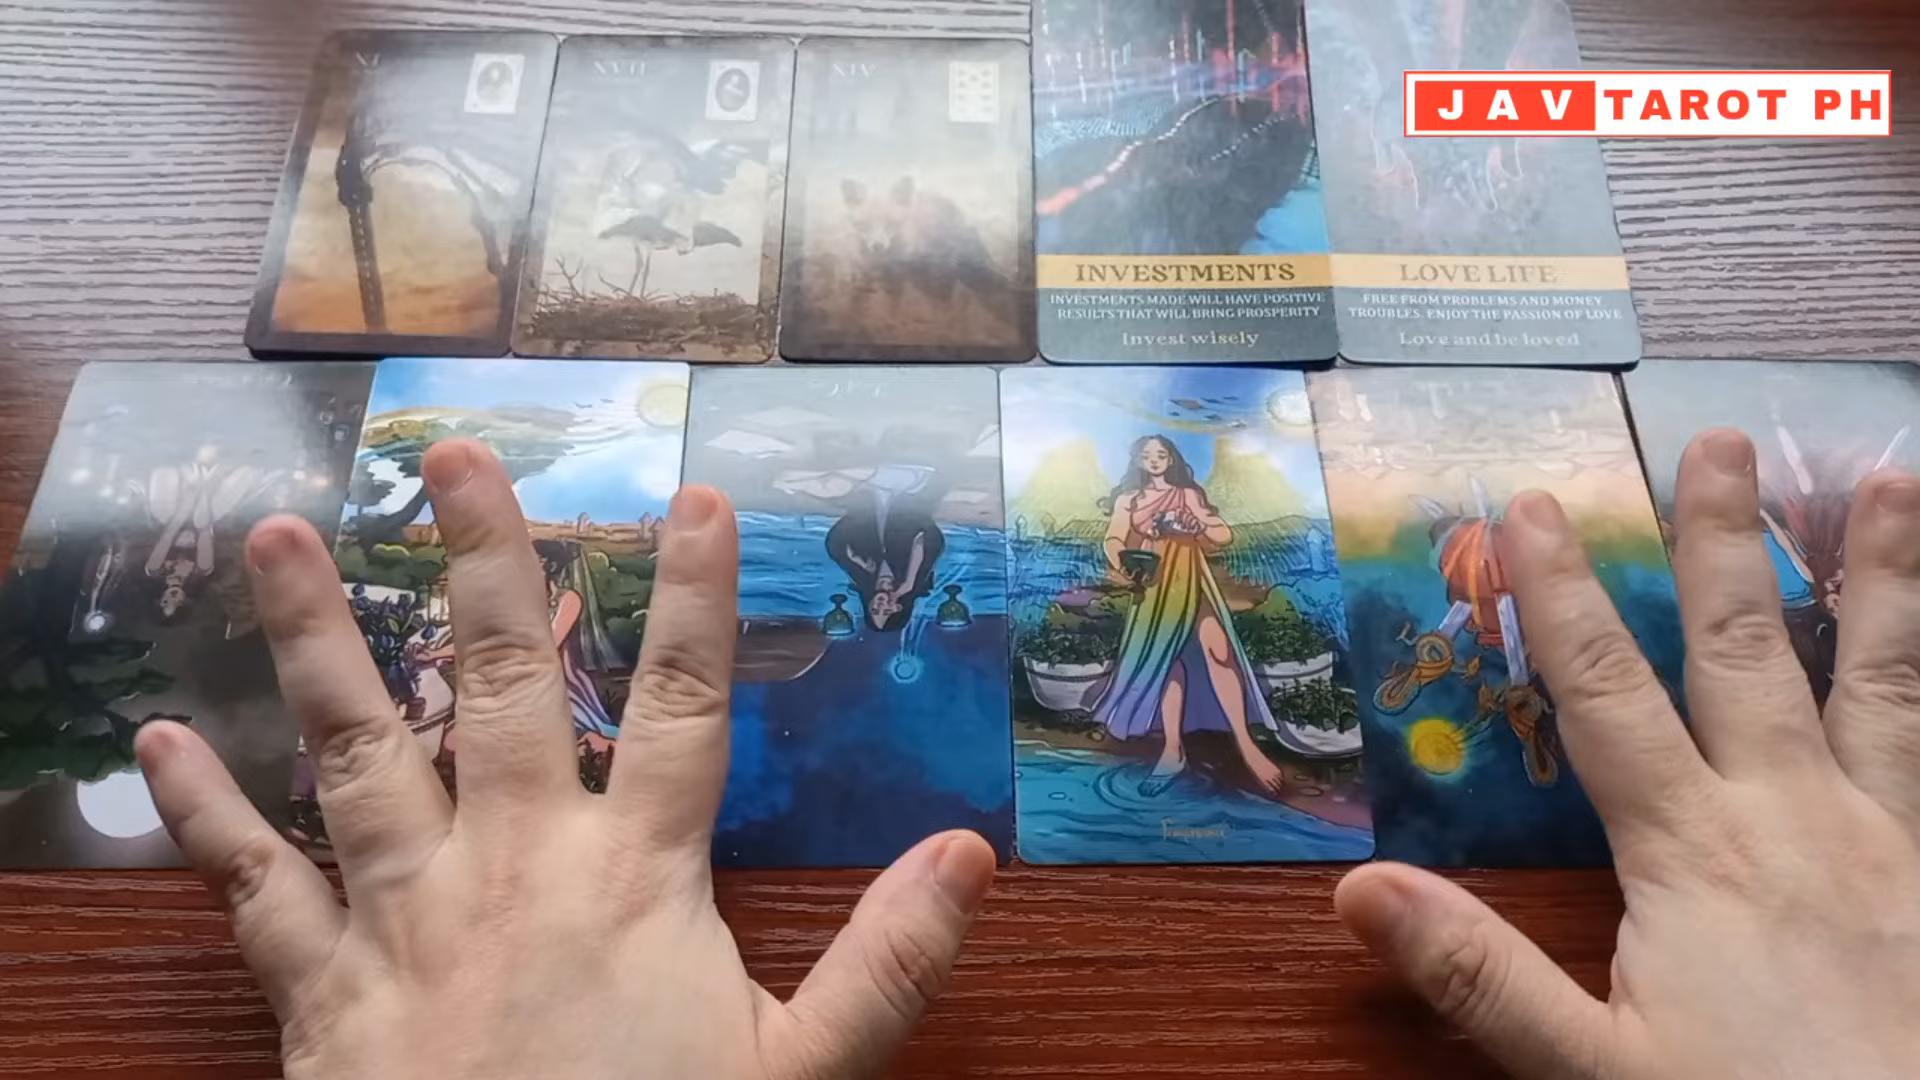 JAV TAROT PH
XVII
XIV
INVESTMENTS
INVESTMENTS MADE WILL HAVE POSITIVE
RESULTS THAT WILL BRING PROSPERITY
Invest wisely
LOVE LIFE
FREE FROM PROBLEMS AND MONEY
TROUBLES. ENJOY THE PASSION OF LOVE
Love and be loved